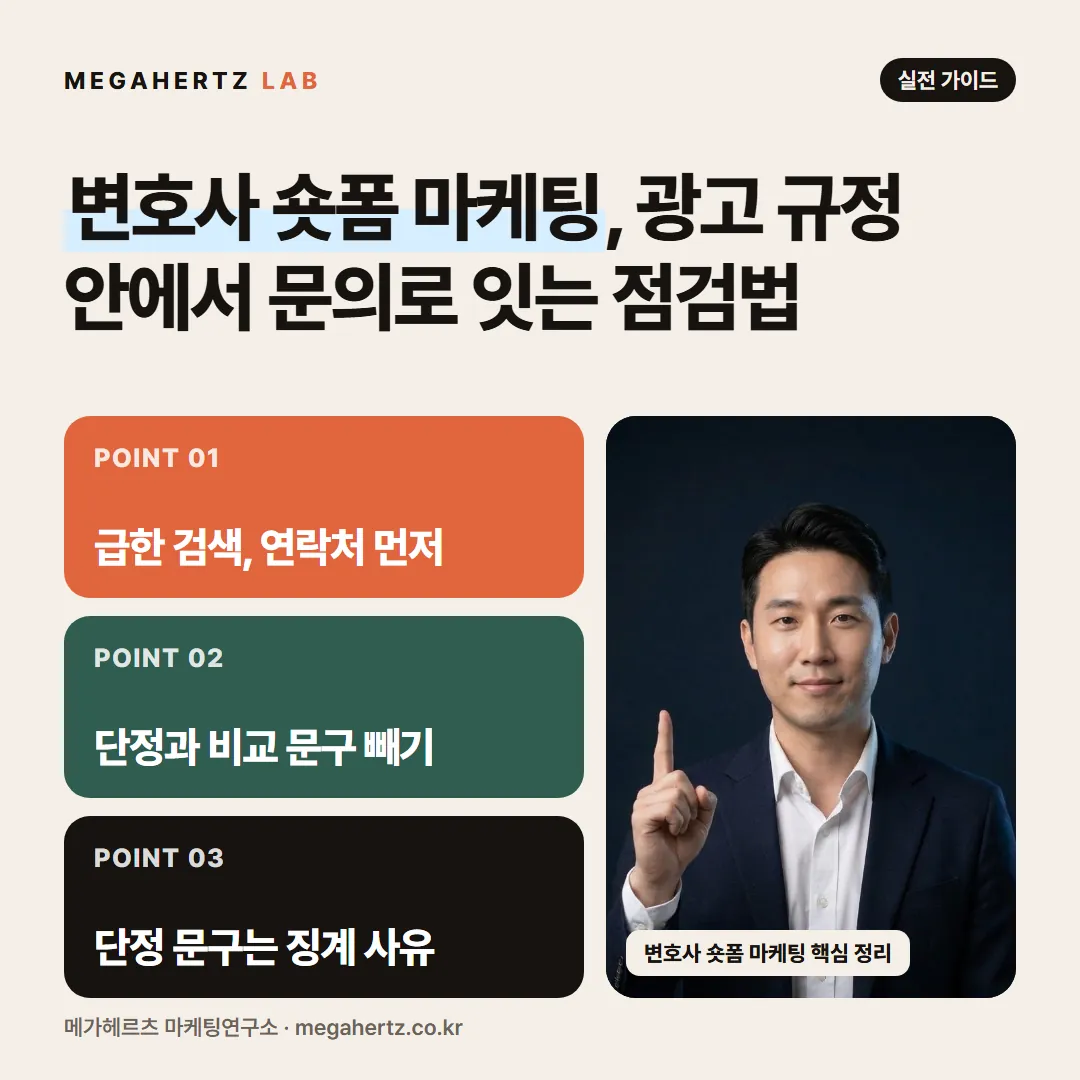 MEGAHERTZ LAB
실전 가이드
변호사 숏폼 마케팅, 광고 규정
안에서 문의로 잇는 점검법
POINT 01
급한 검색, 연락처 먼저
POINT 02
단정과 비교 문구 빼기
POINT 03
단정 문구는 징계 사유
변호사 숏폼 마케팅 핵심 정리
메가헤르츠 마케팅연구소 · megahertz.co.kr